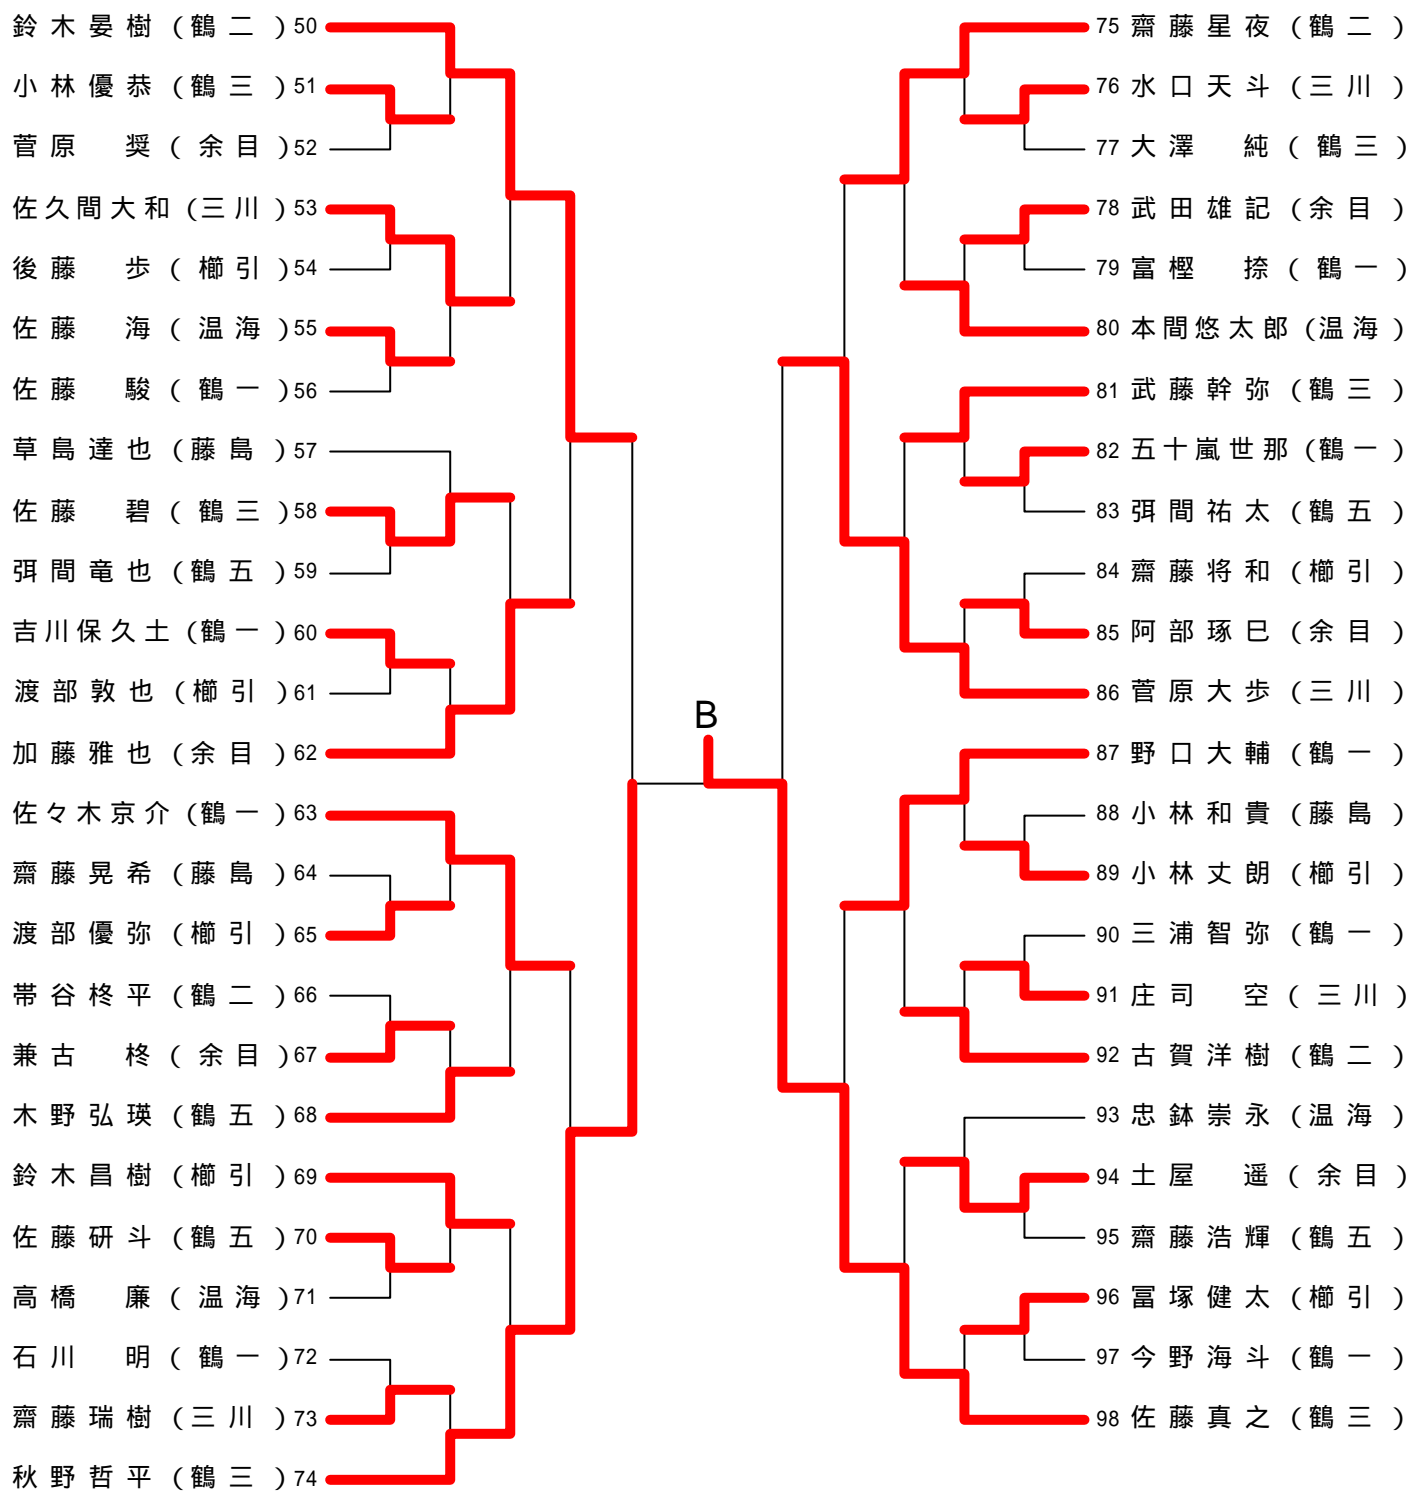 鈴木晏樹(鶴二)50
小林優恭(鶴三)51
菅原 奨(余目)52
佐久間大和(三川)53
後藤 歩(櫛引)54
佐藤 海(温海)55
佐藤 駿(鶴一)56
草島達也(藤島)57
佐藤 碧(鶴三)58
弭間竜也(鶴五)59
吉川保久土(鶴一)60
渡部敦也(櫛引)61
加藤雅也(余目)62
佐々木京介(鶴一)63
齋藤晃希(藤島)64
渡部優弥(櫛引)65
帯谷柊平(鶴二)66
兼古 柊(余目)67
木野弘瑛(鶴五)68
鈴木昌樹(櫛引)69
佐藤研斗(鶴五)70
高橋 廉(温海)71
石川 明(鶴一)72
齋藤瑞樹(三川)73
秋野哲平(鶴三)74
B
75 齋藤星夜(鶴二)
76 水口天斗(三川)
77 大澤 純(鶴三)
78 武田雄記(余目)
79 富樫 捺(鶴一)
80 本間悠太郎(温海)
81 武藤幹弥(鶴三)
82 五十嵐世那(鶴一)
83 弭間祐太(鶴五)
84 齋藤将和(櫛引)
85 阿部琢巳(余目)
86 菅原大歩(三川)
87 野口大輔(鶴一)
88 小林和貴(藤島)
89 小林丈朗(櫛引)
90 三浦智弥(鶴一)
91 庄司 空(三川)
92 古賀洋樹(鶴二)
93 忠鉢崇永(温海)
94 土屋 遥(余目)
95 齋藤浩輝(鶴五)
96 冨塚健太(櫛引)
97 今野海斗(鶴一)
98 佐藤真之(鶴三)